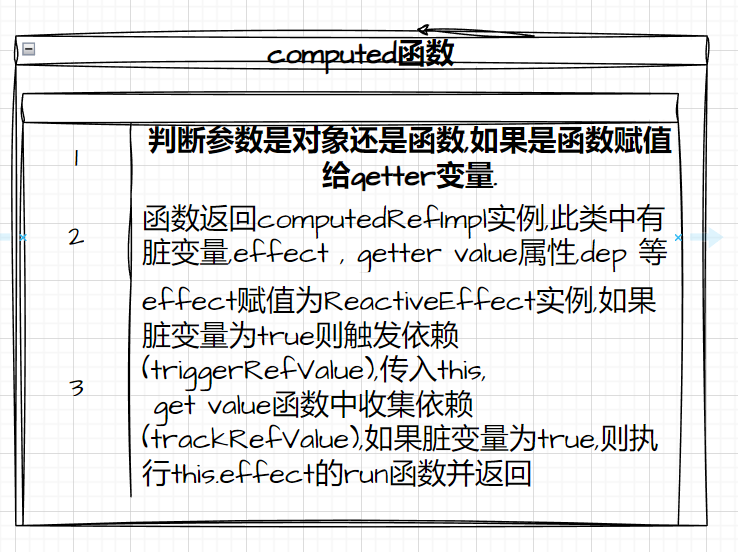 computed函数
1
判断参数是对象还是函数,如果是函数赋值
给getter变量.
2
函数返回computedRefImpl实例,此类中有
脏变量,effect , getter value属性,dep 等
3
effect赋值为ReactiveEffect实例,如果
脏变量为true则触发依赖
(triggerRefValue),传入this,
get value函数中收集依赖
(trackRefValue),如果脏变量为true,则执
行this.effect的run函数并返回